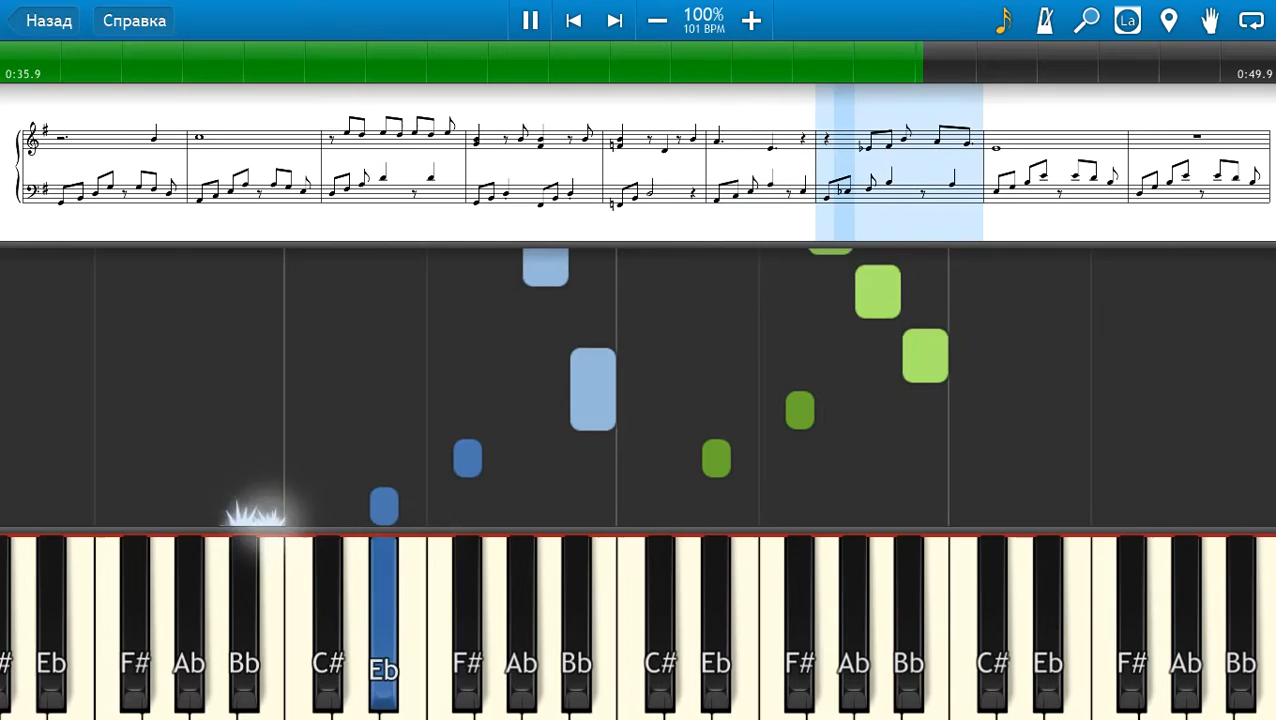 Назад Справка 100% La
101 BPM
0:35.9 0:49.9
# Eb F# Ab Bb C# Eb F# Ab Bb C# Eb F# Ab Bb C# Eb F# Ab Bb